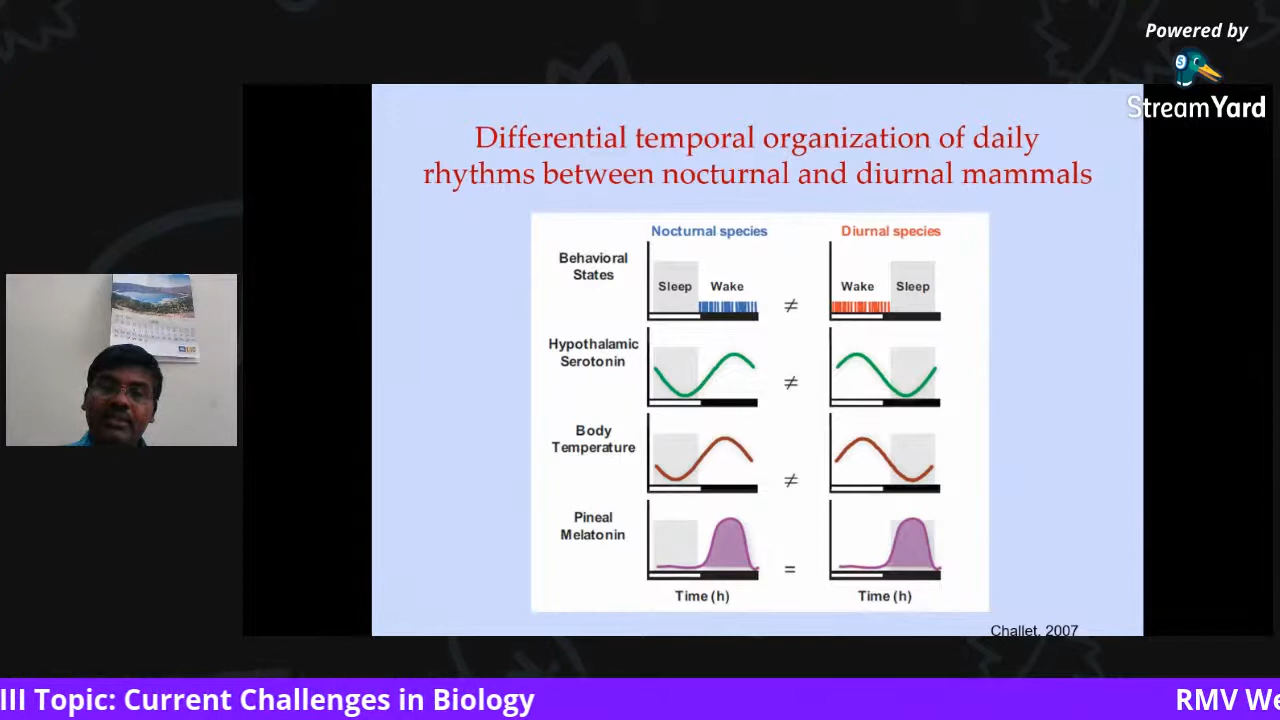 Powered by
StreamYard
Differential temporal organization of daily
rhythms between nocturnal and diurnal mammals
Nocturnal species
Diurnal species
Behavioral
States
Sleep
Wake
≠
Wake
Sleep
Hypothalamic
Serotonin
≠
Body
Temperature
≠
Pineal
Melatonin
=
Time (h)
Time (h)
Challet, 2007
III Topic: Current Challenges in Biology
RMV We